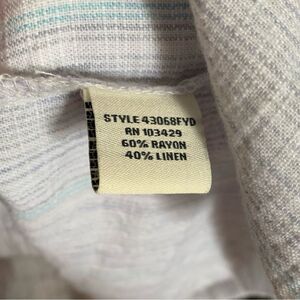 STYLE 43068FYD
RN 103429
60% RAYON
40% LINEN